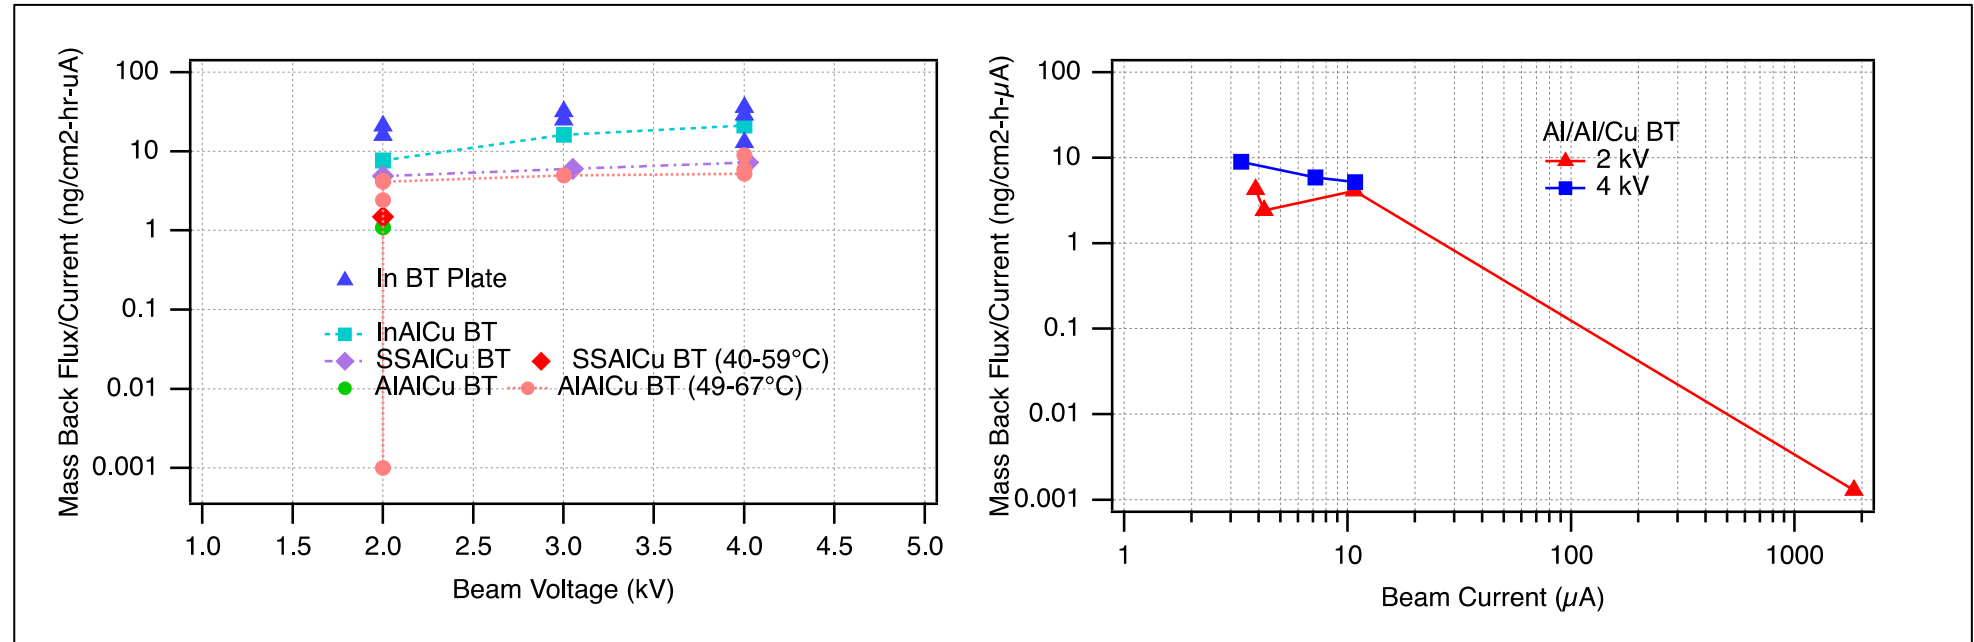 Mass Back Flux/Current (ng/cm2-hr-uA)
100
10
1
0.1
0.01
0.001
In BT Plate
InAlCu BT
SSAlCu BT SSAlCu BT (40-59°C)
AlAlCu BT AlAlCu BT (49-67°C)
1.0 1.5 2.0 2.5 3.0 3.5 4.0 4.5 5.0
Beam Voltage (kV)
Mass Back Flux/Current (ng/cm2-h-µA)
100
10
1
0.1
0.01
0.001
Al/Al/Cu BT
2 kV
4 kV
1 10 100 1000
Beam Current (µA)